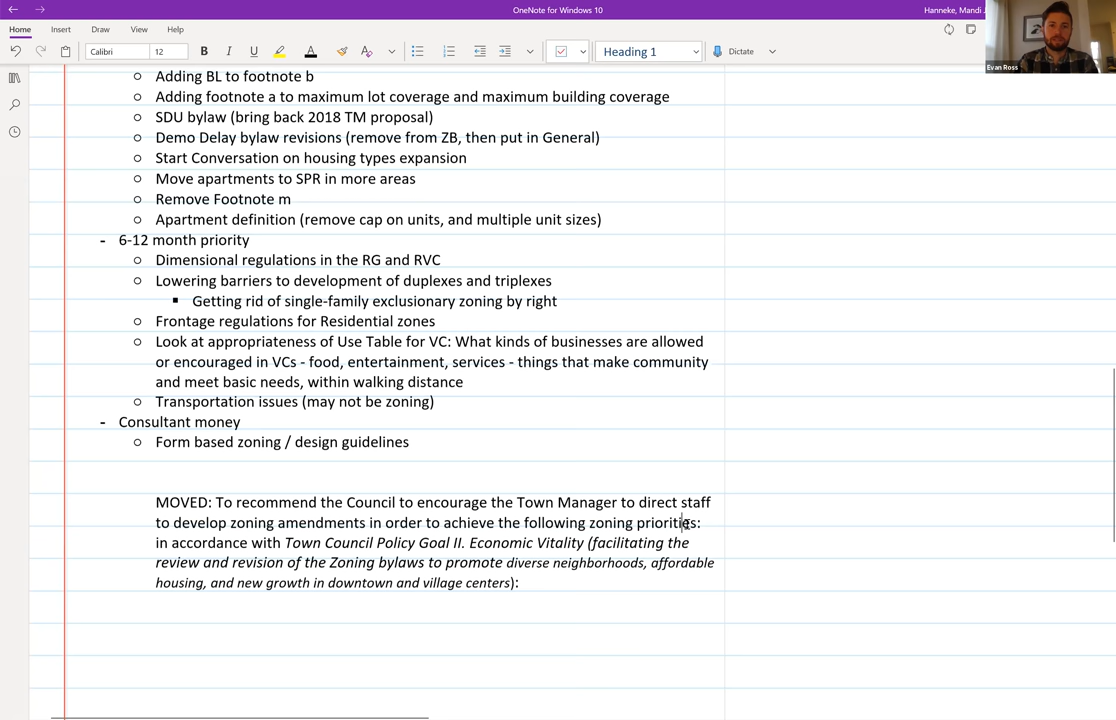 OneNote for Windows 10
Hanneke, Mandi J
Evan Ross
Home Insert Draw View Help
Calibri 12 B I U A Heading 1 Dictate
Adding BL to footnote b
Adding footnote a to maximum lot coverage and maximum building coverage
SDU bylaw (bring back 2018 TM proposal)
Demo Delay bylaw revisions (remove from ZB, then put in General)
Start Conversation on housing types expansion
Move apartments to SPR in more areas
Remove Footnote m
Apartment definition (remove cap on units, and multiple unit sizes)
- 6-12 month priority
Dimensional regulations in the RG and RVC
Lowering barriers to development of duplexes and triplexes
Getting rid of single-family exclusionary zoning by right
Frontage regulations for Residential zones
Look at appropriateness of Use Table for VC: What kinds of businesses are allowed
or encouraged in VCs - food, entertainment, services - things that make community
and meet basic needs, within walking distance
Transportation issues (may not be zoning)
- Consultant money
Form based zoning / design guidelines
MOVED: To recommend the Council to encourage the Town Manager to direct staff
to develop zoning amendments in order to achieve the following zoning priorities:
in accordance with Town Council Policy Goal II. Economic Vitality (facilitating the
review and revision of the Zoning bylaws to promote diverse neighborhoods, affordable
housing, and new growth in downtown and village centers):